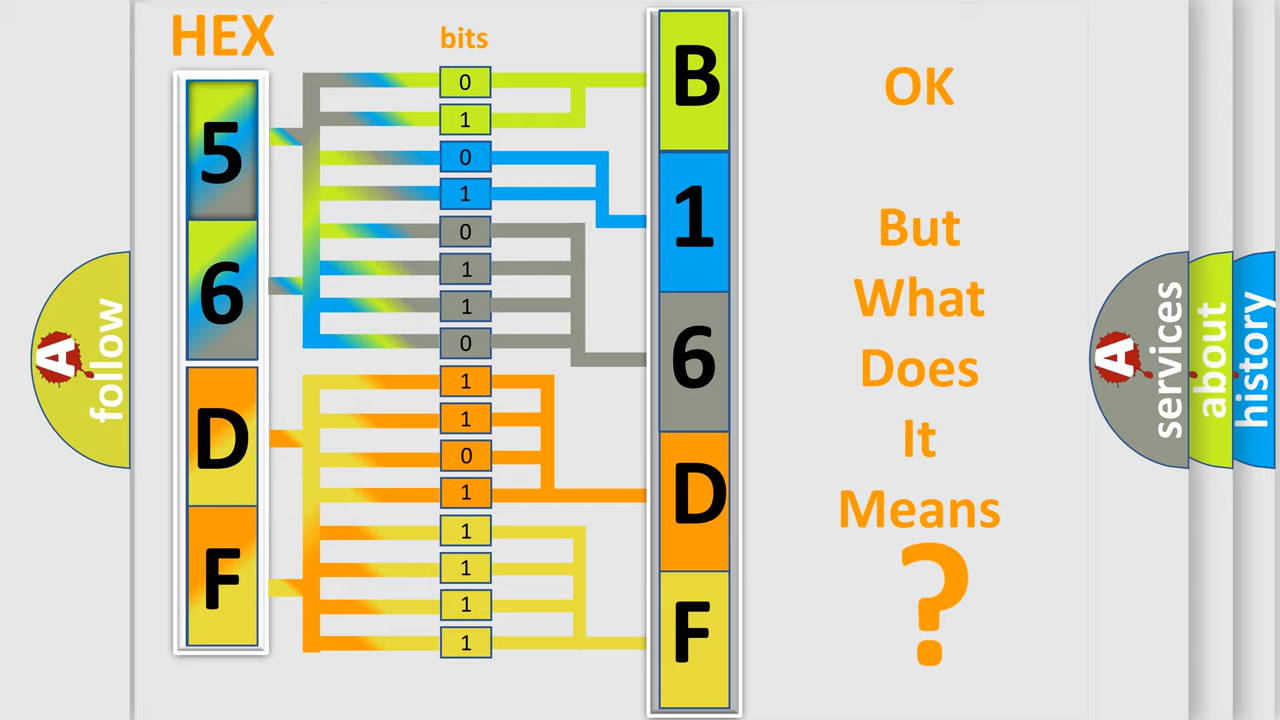 HEX
bits
5
6
D
F
0
1
0
1
0
1
1
0
1
1
0
1
1
1
1
1
B
1
6
D
F
OK
But
What
Does
It
Means
?
A
follow
A
services
about
history